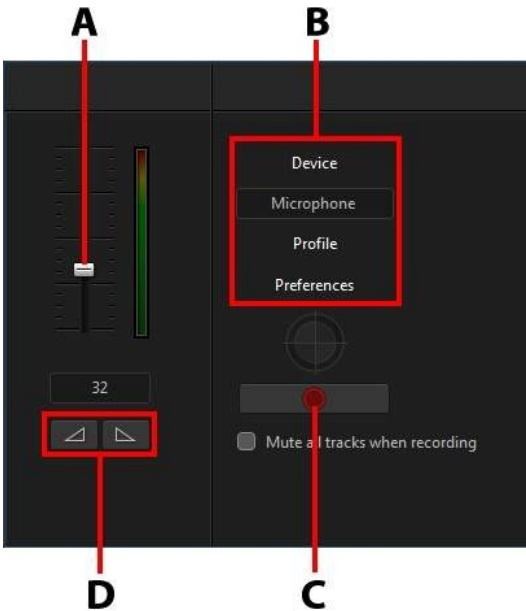 A
B
Device
Microphone
Profile
Preferences
32
Mute all tracks when recording
D
C